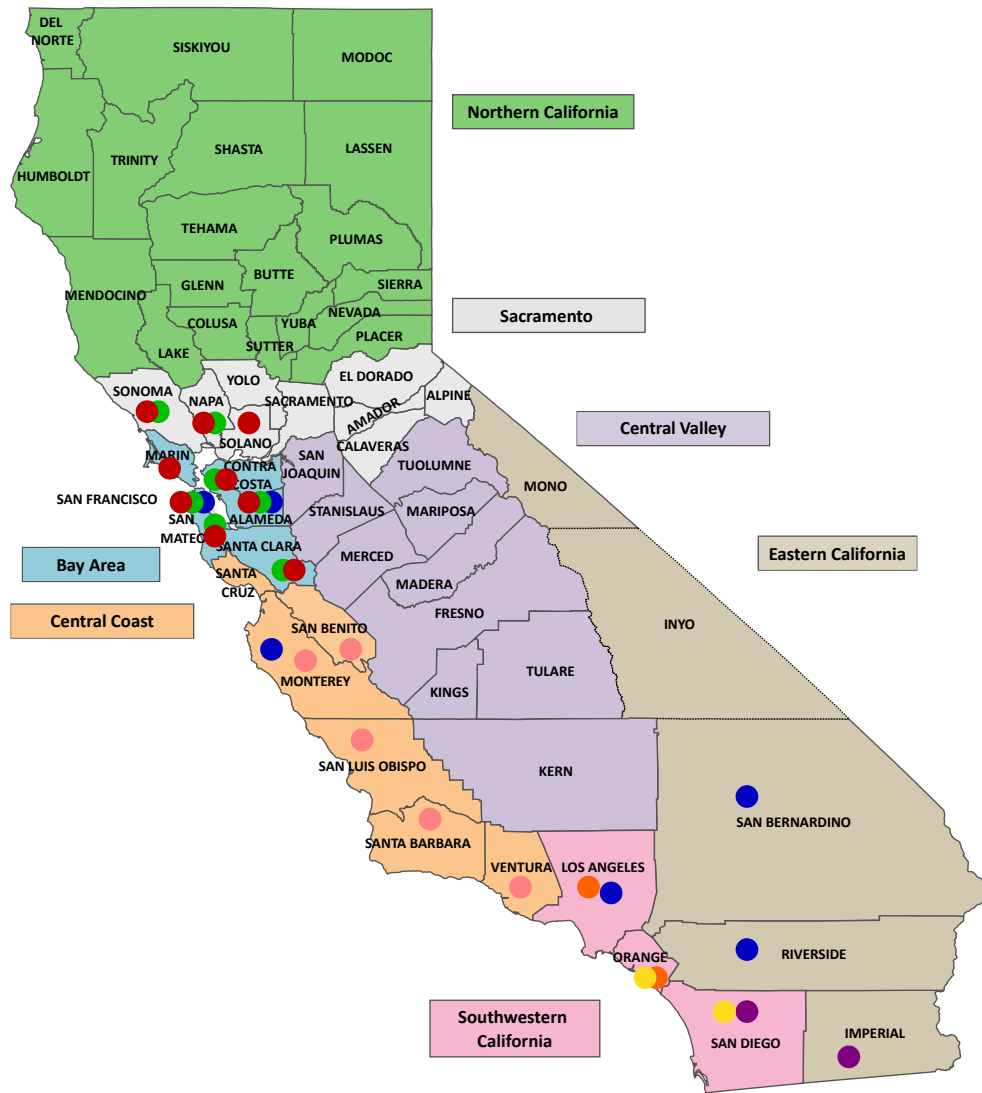 DEL
NORTE
SISKIYOU
MODOC
Northern California
HUMBOLDT
TRINITY
SHASTA
LASSEN
TEHAMA
PLUMAS
MENDOCINO
GLENN
BUTTE
SIERRA
COLUSA
YUBA
NEVADA
LAKE
SUTTER
PLACER
Sacramento
SONOMA
NAPA
YOLO
SACRAMENTO
EL DORADO
ALPINE
AMADOR
SOLANO
CALAVERAS
Central Valley
MARIN
CONTRA
COSTA
SAN
JOAQUIN
TUOLUMNE
MONO
SAN FRANCISCO
ALAMEDA
STANISLAUS
MARIPOSA
SAN
MATEO
SANTA CLARA
MERCED
Bay Area
Eastern California
SANTA
CRUZ
MADERA
FRESNO
INYO
Central Coast
SAN BENITO
MONTEREY
KINGS
TULARE
SAN LUIS OBISPO
KERN
SAN BERNARDINO
SANTA BARBARA
VENTURA
LOS ANGELES
ORANGE
RIVERSIDE
Southwestern
California
SAN DIEGO
IMPERIAL